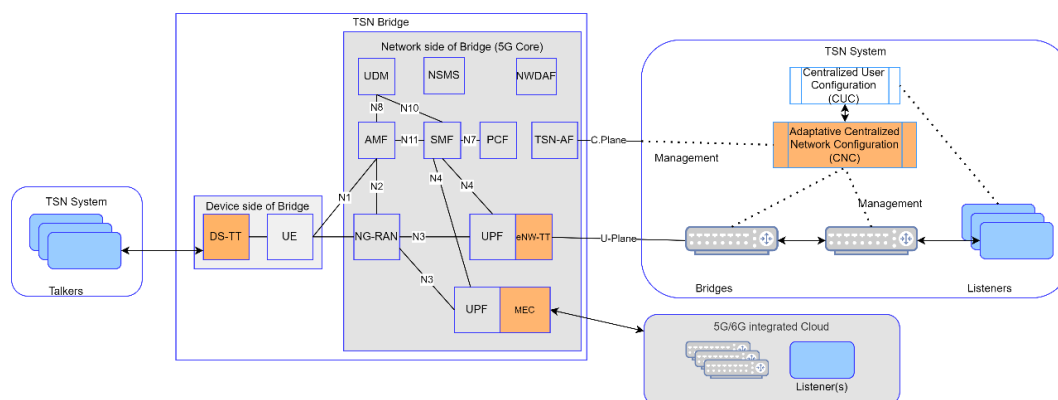 TSN Bridge
Network side of Bridge (5G Core)
UDM
NSMS
NWDAF
N8
N10
AMF
N11
SMF
N7
PCF
TSN-AF
C.Plane
N1
N2
N4
N4
TSN System
Talkers
Device side of Bridge
DS-TT
UE
NG-RAN
N3
UPF
eNW-TT
U-Plane
N3
UPF
MEC
TSN System
Centralized User
Configuration
(CUC)
Adaptative Centralized
Network Configuration
(CNC)
Management
Management
Bridges
Listeners
5G/6G integrated Cloud
Listener(s)